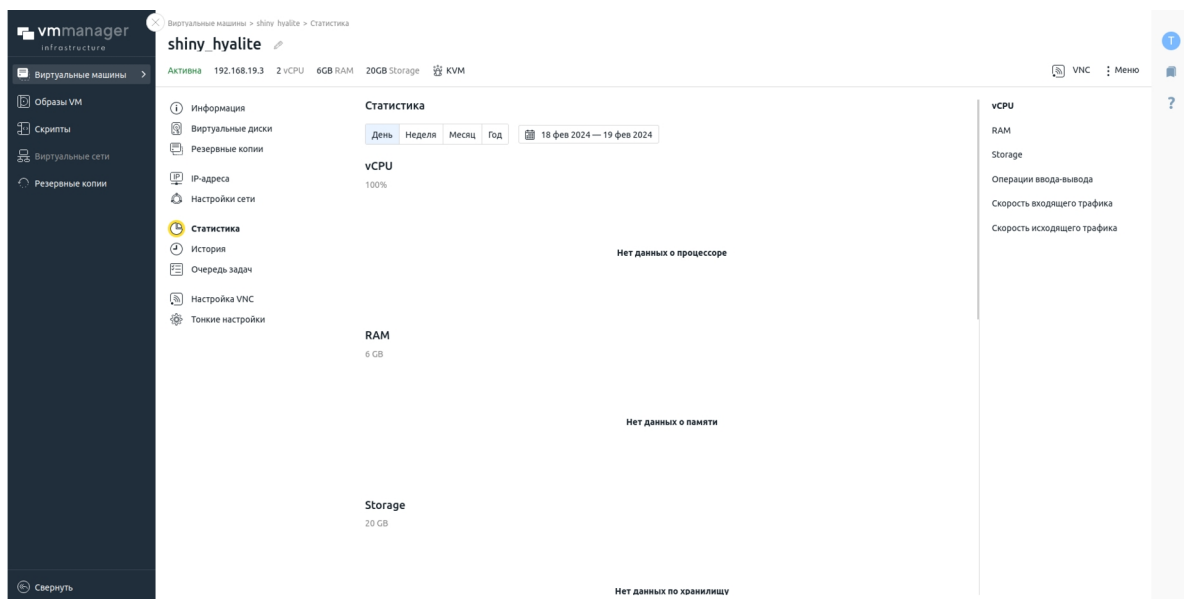 vmmanager
infrastructure
Виртуальные машины
Образы VM
Скрипты
Виртуальные сети
Резервные копии
Свернуть
Виртуальные машины > shiny_hyalite > Статистика
shiny_hyalite
Активна 192.168.19.3 2 vCPU 6GB RAM 20GB Storage KVM
VNC Меню
T
?
Информация
Виртуальные диски
Резервные копии
IP IP-адреса
Настройки сети
Статистика
История
Очередь задач
Настройка VNC
Тонкие настройки
Статистика
День Неделя Месяц Год 18 фев 2024 — 19 фев 2024
vCPU
100%
Нет данных о процессоре
RAM
6 GB
Нет данных о памяти
Storage
20 GB
Нет данных по хранилищу
vCPU
RAM
Storage
Операции ввода-вывода
Скорость входящего трафика
Скорость исходящего трафика